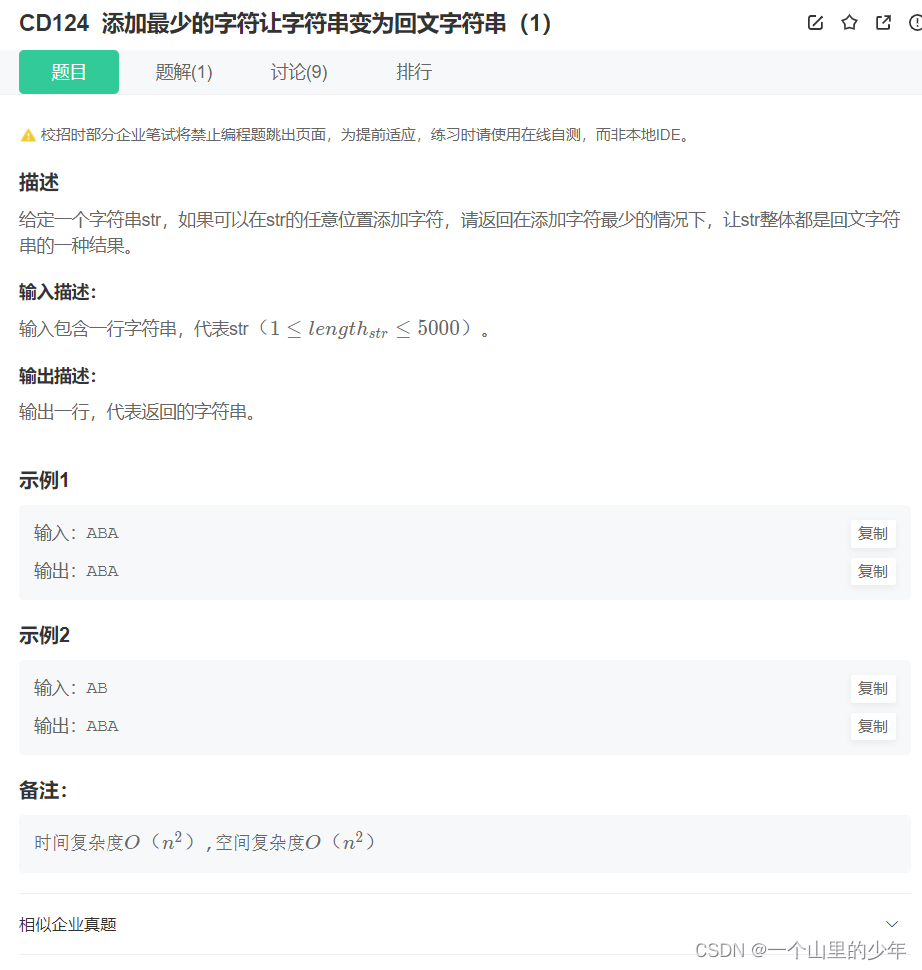 CD124 添加最少的字符让字符串变为回文字符串（1）
题目 题解(1) 讨论(9) 排行
校招时部分企业笔试将禁止编程题跳出页面，为提前适应，练习时请使用在线自测，而非本地IDE。
描述
给定一个字符串str，如果可以在str的任意位置添加字符，请返回在添加字符最少的情况下，让str整体都是回文字符
串的一种结果。
输入描述：
输入包含一行字符串，代表str（1 ≤ length_str ≤ 5000）。
输出描述：
输出一行，代表返回的字符串。
示例1
输入：ABA 复制
输出：ABA 复制
示例2
输入：AB 复制
输出：ABA 复制
备注：
时间复杂度O（n²）,空间复杂度O（n²）
相似企业真题
CSDN @一个山里的少年